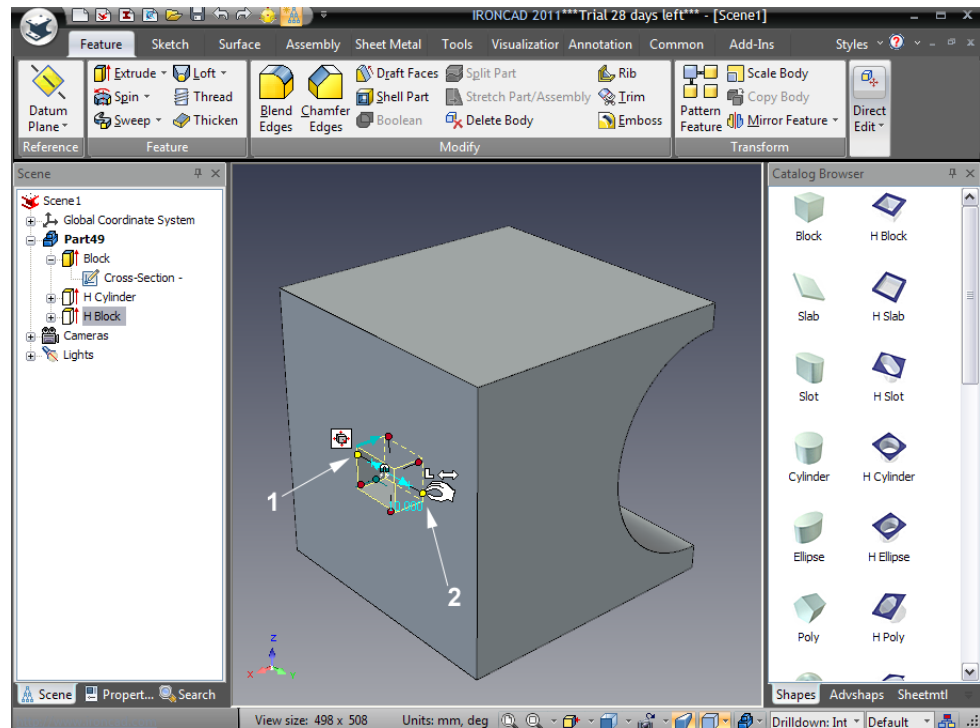 IRONCAD 2011***Trial 28 days left*** - [Scene1]
Feature Sketch Surface Assembly Sheet Metal Tools Visualization Annotation Common Add-Ins Styles
Extrude Loft Draft Faces Split Part Rib Scale Body
Spin Thread Shell Part Stretch Part/Assembly Trim Copy Body
Sweep Thicken Boolean Delete Body Emboss Mirror Feature
Datum Plane Blend Edges Chamfer Edges Pattern Feature Direct Edit
Reference Feature Modify Transform
Scene
Scene1
Global Coordinate System
Part49
Block
Cross-Section -
H Cylinder
H Block
Cameras
Lights
1
L
10.000
2
Z
X Y
Catalog Browser
Block H Block
Slab H Slab
Slot H Slot
Cylinder H Cylinder
Ellipse H Ellipse
Poly H Poly
Scene Propert... Search
Shapes Advshaps Sheetmtl
View size: 498 x 508 Units: mm, deg Drilldown: Int Default